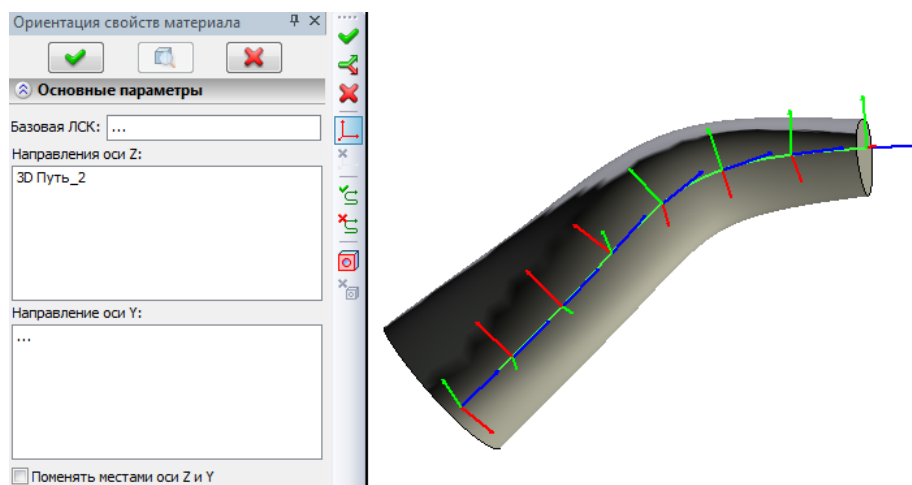 Ориентация свойств материала
Основные параметры
Базовая ЛСК: ...
Направления оси Z:
3D Путь_2
Направление оси Y:
...
Поменять местами оси Z и Y